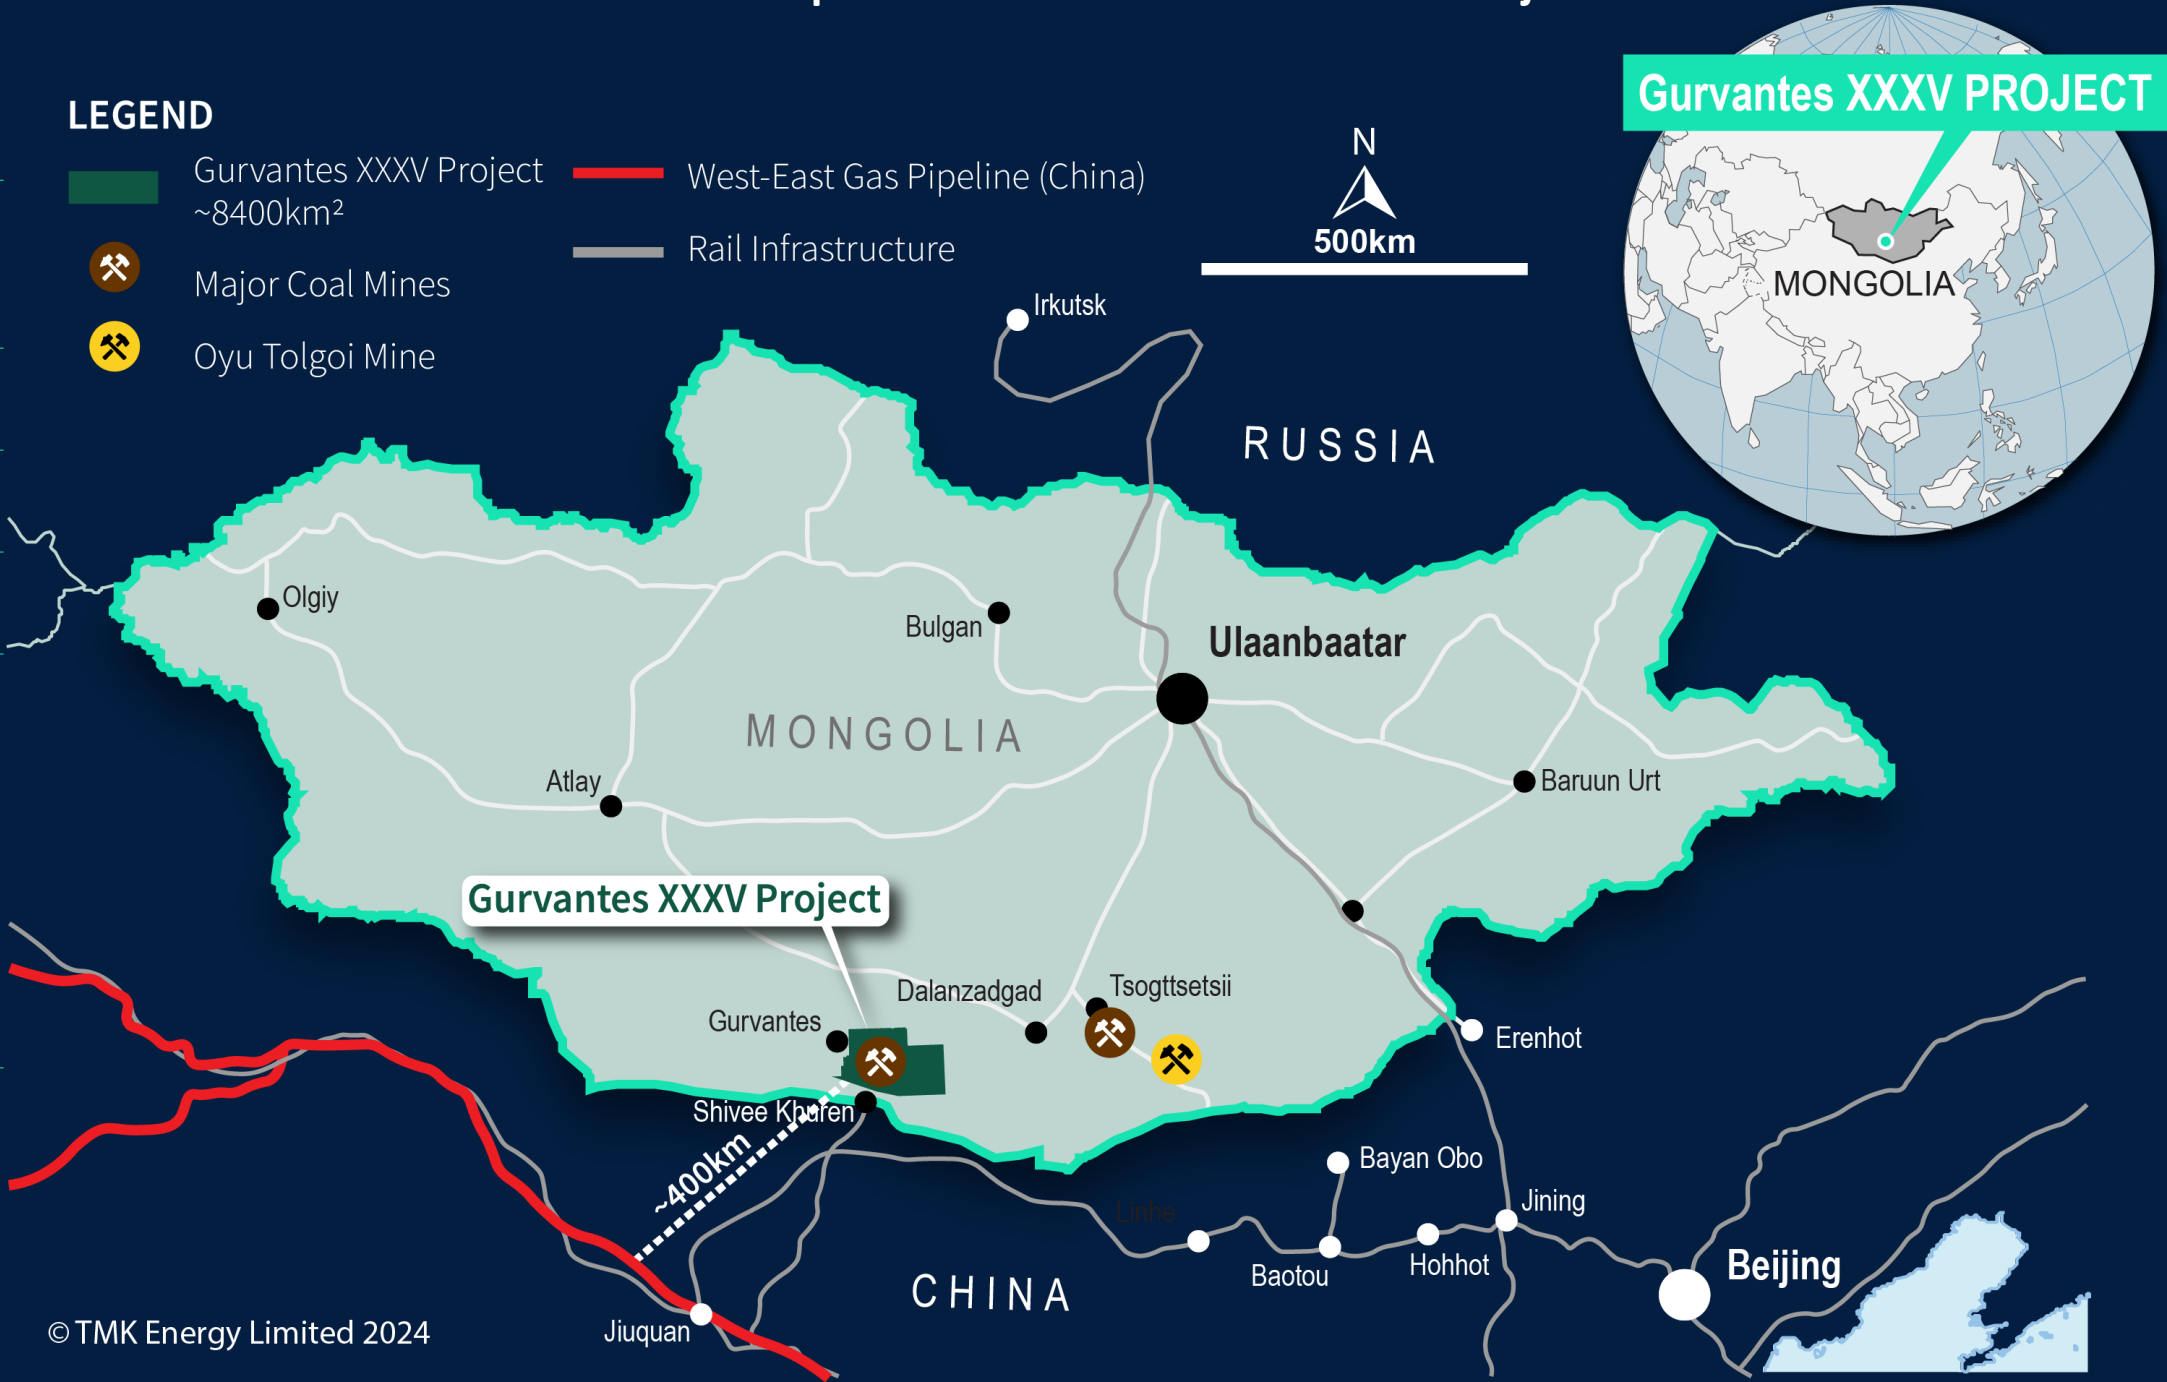 LEGEND
Gurvantes XXXV Project
~8400km²
Major Coal Mines
Oyu Tolgoi Mine
West-East Gas Pipeline (China)
Rail Infrastructure
N
500km
Gurvantes XXXV PROJECT
MONGOLIA
Irkutsk
RUSSIA
Olgiy
Bulgan
Ulaanbaatar
MONGOLIA
Atlay
Baruun Urt
Gurvantes XXXV Project
Dalanzadgad
Tsogttsetsii
Gurvantes
Erenhot
Shivee Khuren
~400km
Bayan Obo
Linhe
Jining
Baotou
Hohhot
Beijing
CHINA
Jiuquan
© TMK Energy Limited 2024